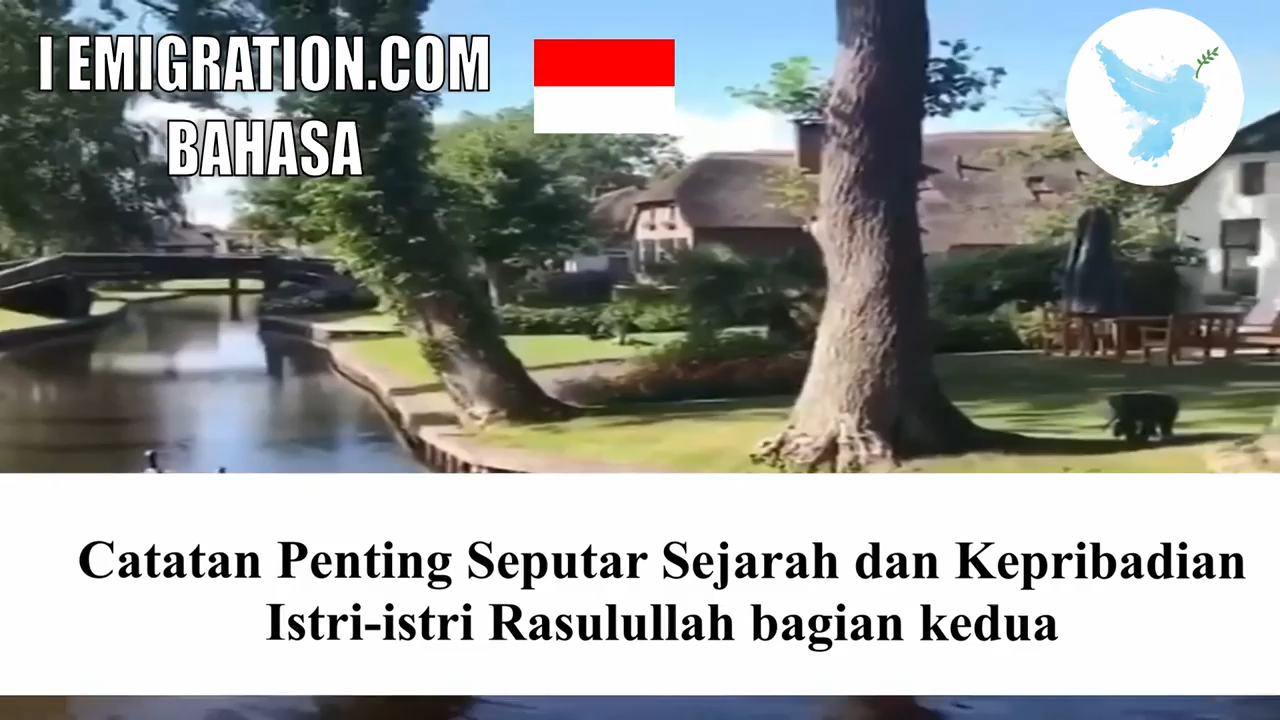 I EMIGRATION.COM
BAHASA
Catatan Penting Seputar Sejarah dan Kepribadian
Istri-istri Rasulullah bagian kedua